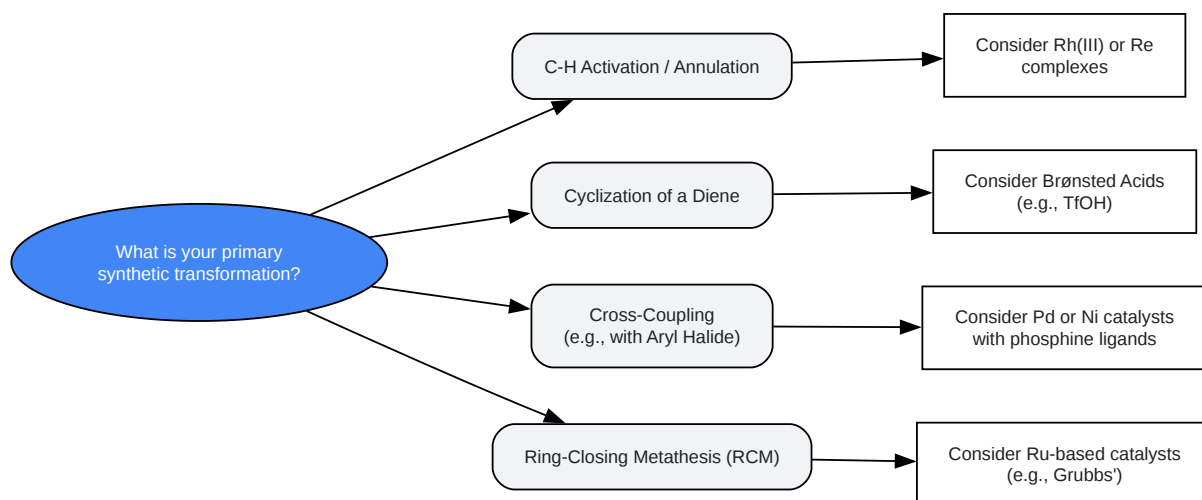 What is your primary
synthetic transformation?
C-H Activation / Annulation
Consider Rh(III) or Re
complexes
Cyclization of a Diene
Consider Brønsted Acids
(e.g., TfOH)
Cross-Coupling
(e.g., with Aryl Halide)
Consider Pd or Ni catalysts
with phosphine ligands
Ring-Closing Metathesis (RCM)
Consider Ru-based catalysts
(e.g., Grubbs')